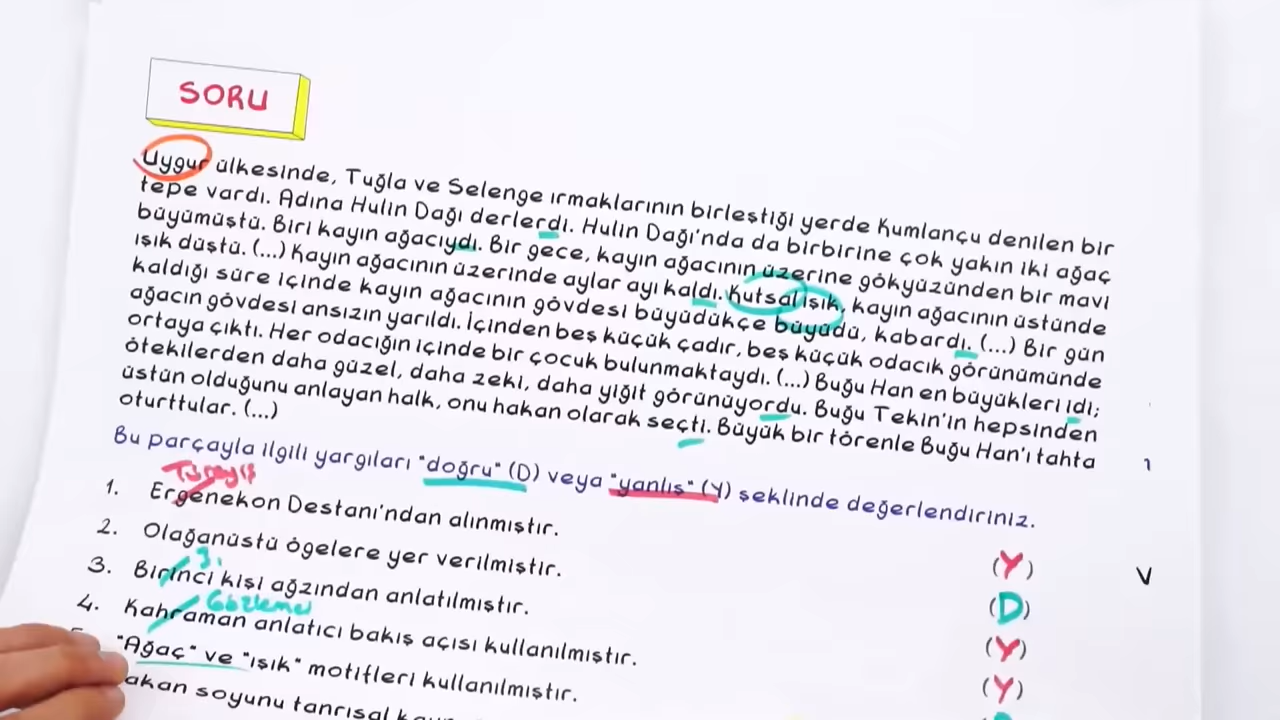 SORU
Uygur ülkesinde, Tuğla ve Selenge ırmaklarının birleştiği yerde Kumlançu denilen bir
tepe vardı. Adına Hulin Dağı derlerdi. Hulin Dağı'nda da birbirine çok yakın iki ağaç
büyümüştü. Biri kayın ağacıydı. Bir gece, kayın ağacının üzerine gökyüzünden bir mavi
ışık düştü. (...) Kayın ağacının üzerinde aylar ayı kaldı. Kutsal ışık, kayın ağacının üstünde
kaldığı süre içinde kayın ağacının gövdesi büyüdükçe büyüdü, kabardı. (...) Bir gün
ağacın gövdesi ansızın yarıldı. İçinden beş küçük çadır, beş küçük odacık görünümünde
ortaya çıktı. Her odacığın içinde bir çocuk bulunmaktaydı. (...) Buğu Han en büyükleri idi;
ötekilerden daha güzel, daha zeki, daha yiğit görünüyordu. Buğu Tekin'in hepsinden
üstün olduğunu anlayan halk, onu hakan olarak seçti. Büyük bir törenle Buğu Han'ı tahta
oturttular. (...)
Bu parçayla ilgili yargıları "doğru" (D) veya "yanlış" (Y) şeklinde değerlendiriniz.
Türeyiş
1. Ergenekon Destanı'ndan alınmıştır. (Y)
2. Olağanüstü ögelere yer verilmiştir. (D)
3.
3. Birinci kişi ağzından anlatılmıştır. (Y)
Gözlemci
4. Kahraman anlatıcı bakış açısı kullanılmıştır. (Y)
"Ağaç" ve "ışık" motifleri kullanılmıştır.
akan soyunu tanrısal